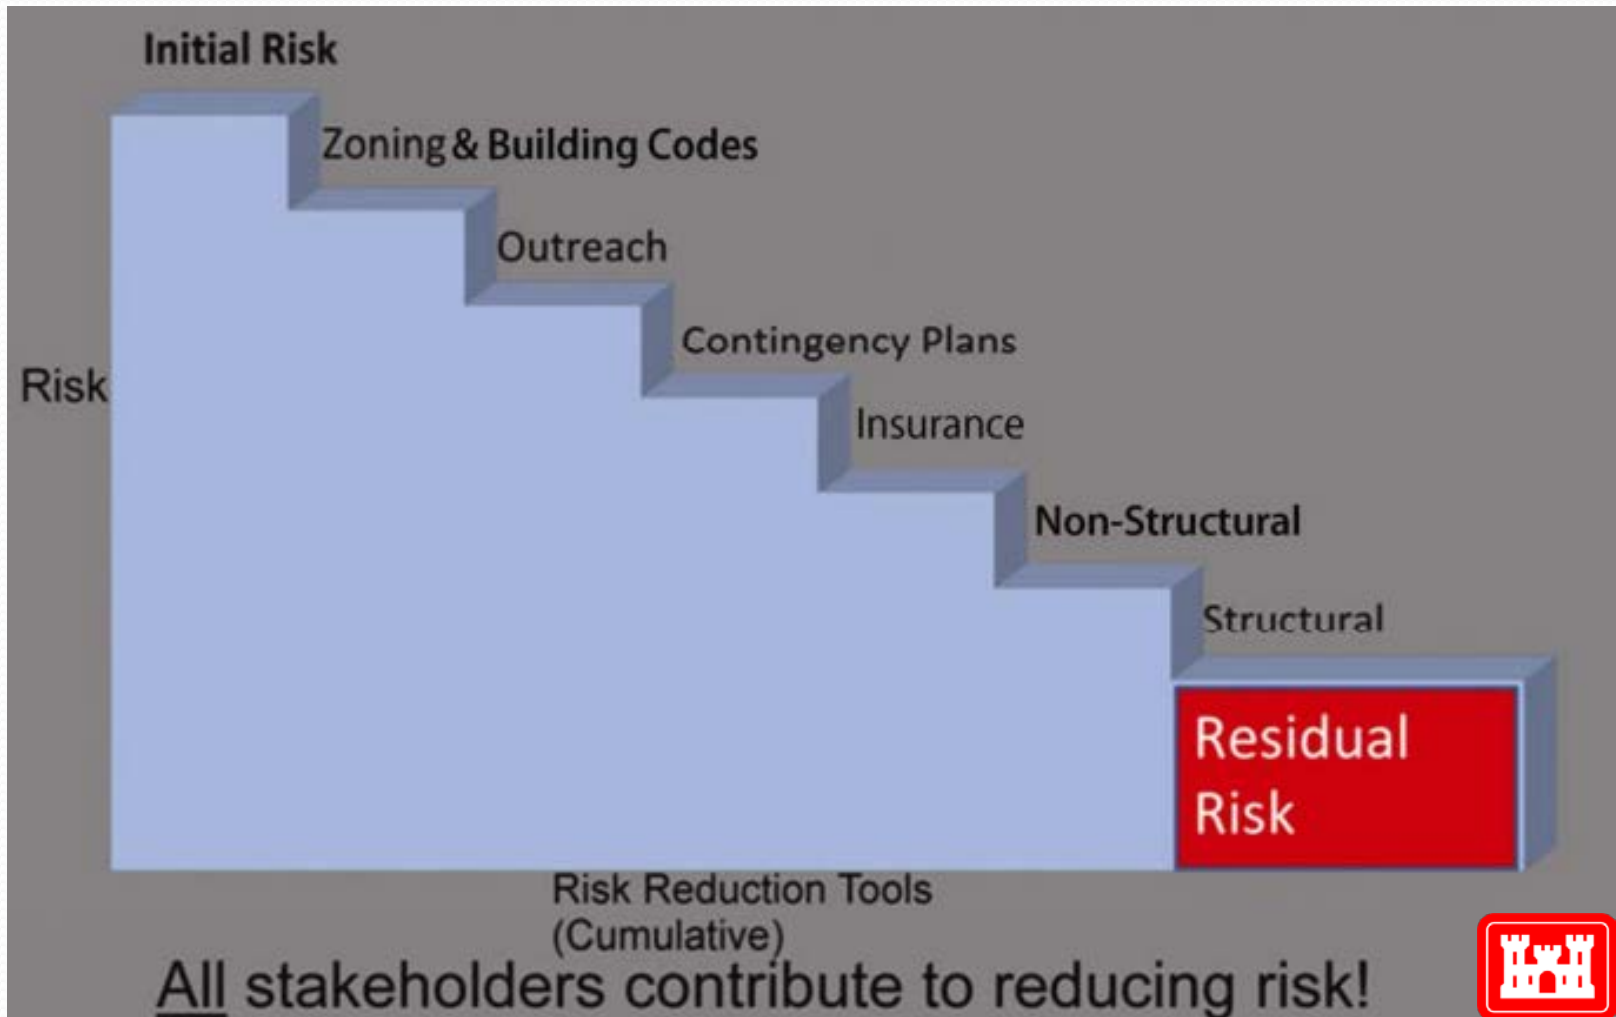 Initial Risk
Zoning & Building Codes
Outreach
Contingency Plans
Risk
Insurance
Non-Structural
Structural
Residual
Risk
Risk Reduction Tools
(Cumulative)
All stakeholders contribute to reducing risk!